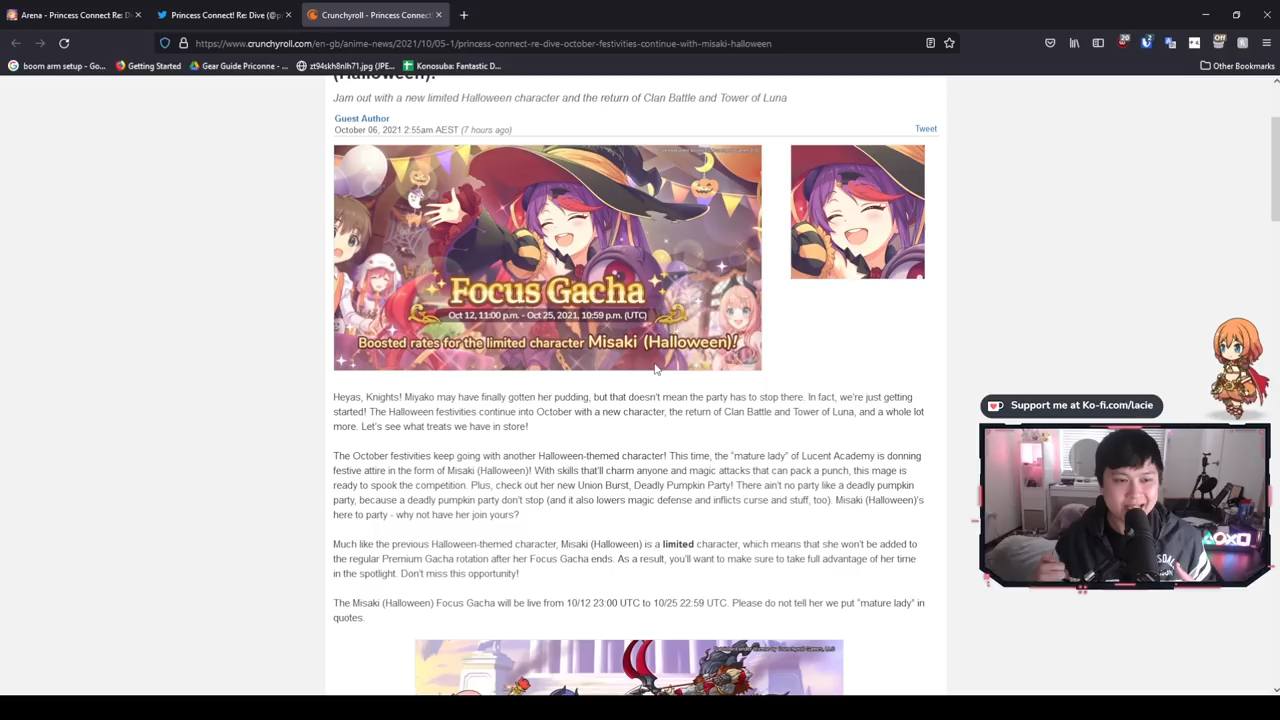 Arena - Princess Connect Re: Di
Princess Connect! Re: Dive (@p
Crunchyroll - Princess Connect!
https://www.crunchyroll.com/en-gb/anime-news/2021/10/05-1/princess-connect-re-dive-october-festivities-continue-with-misaki-halloween
20
Off
boom arm setup - Go...
Getting Started
Gear Guide Priconne - ...
zt94skh8nlh71.jpg (JPE...
Konosuba: Fantastic D...
Other Bookmarks
(Halloween)!
Jam out with a new limited Halloween character and the return of Clan Battle and Tower of Luna
Guest Author
October 06, 2021 2:55am AEST (7 hours ago)
Tweet
Focus Gacha
Oct 12, 11:00 p.m. - Oct 25, 2021, 10:59 p.m. (UTC)
Boosted rates for the limited character Misaki (Halloween)!
Heyas, Knights! Miyako may have finally gotten her pudding, but that doesn't mean the party has to stop there. In fact, we're just getting
started! The Halloween festivities continue into October with a new character, the return of Clan Battle and Tower of Luna, and a whole lot
more. Let's see what treats we have in store!
The October festivities keep going with another Halloween-themed character! This time, the "mature lady" of Lucent Academy is donning
festive attire in the form of Misaki (Halloween)! With skills that'll charm anyone and magic attacks that can pack a punch, this mage is
ready to spook the competition. Plus, check out her new Union Burst, Deadly Pumpkin Party! There ain't no party like a deadly pumpkin
party, because a deadly pumpkin party don't stop (and it also lowers magic defense and inflicts curse and stuff, too). Misaki (Halloween)'s
here to party - why not have her join yours?
Much like the previous Halloween-themed character, Misaki (Halloween) is a limited character, which means that she won't be added to
the regular Premium Gacha rotation after her Focus Gacha ends. As a result, you'll want to make sure to take full advantage of her time
in the spotlight. Don't miss this opportunity!
The Misaki (Halloween) Focus Gacha will be live from 10/12 23:00 UTC to 10/25 22:59 UTC. Please do not tell her we put "mature lady" in
quotes.
Support me at Ko-fi.com/lacie